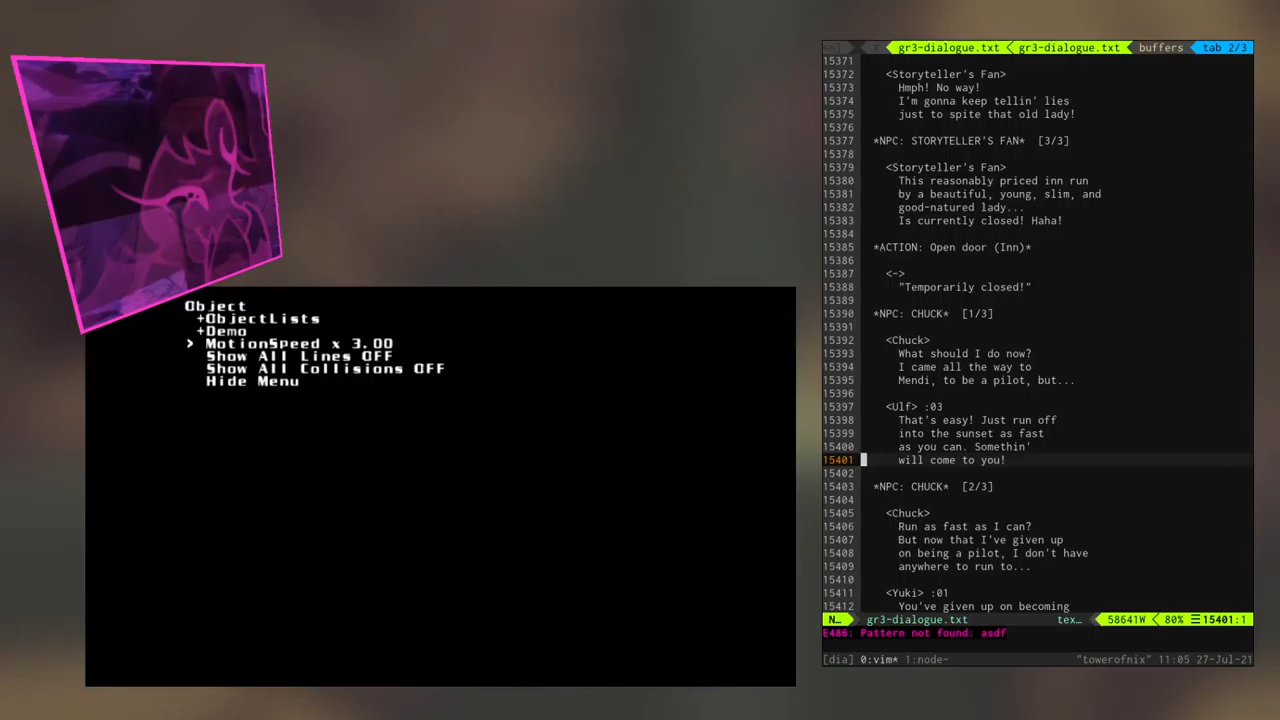 Object
+ObjectLists
+Demo
> MotionSpeed x 3.00
Show All Lines OFF
Show All Collisions OFF
Hide Menu
gr3-dialogue.txt gr3-dialogue.txt buffers tab 2/3
15371
15372 <Storyteller's Fan>
15373 Hmph! No way!
15374 I'm gonna keep tellin' lies
15375 just to spite that old lady!
15376
15377 *NPC: STORYTELLER'S FAN* [3/3]
15378
15379 <Storyteller's Fan>
15380 This reasonably priced inn run
15381 by a beautiful, young, slim, and
15382 good-natured lady...
15383 Is currently closed! Haha!
15384
15385 *ACTION: Open door (Inn)*
15386
15387 <->
15388 "Temporarily closed!"
15389
15390 *NPC: CHUCK* [1/3]
15391
15392 <Chuck>
15393 What should I do now?
15394 I came all the way to
15395 Mendi, to be a pilot, but...
15396
15397 <Ulf> :03
15398 That's easy! Just run off
15399 into the sunset as fast
15400 as you can. Somethin'
15401 will come to you!
15402
15403 *NPC: CHUCK* [2/3]
15404
15405 <Chuck>
15406 Run as fast as I can?
15407 But now that I've given up
15408 on being a pilot, I don't have
15409 anywhere to run to...
15410
15411 <Yuki> :01
15412 You've given up on becoming
N… gr3-dialogue.txt tex… 58641W 80% ☰15401:1
E486: Pattern not found: asdf
[dia] 0:vim* 1:node- "towerofnix" 11:05 27-Jul-21